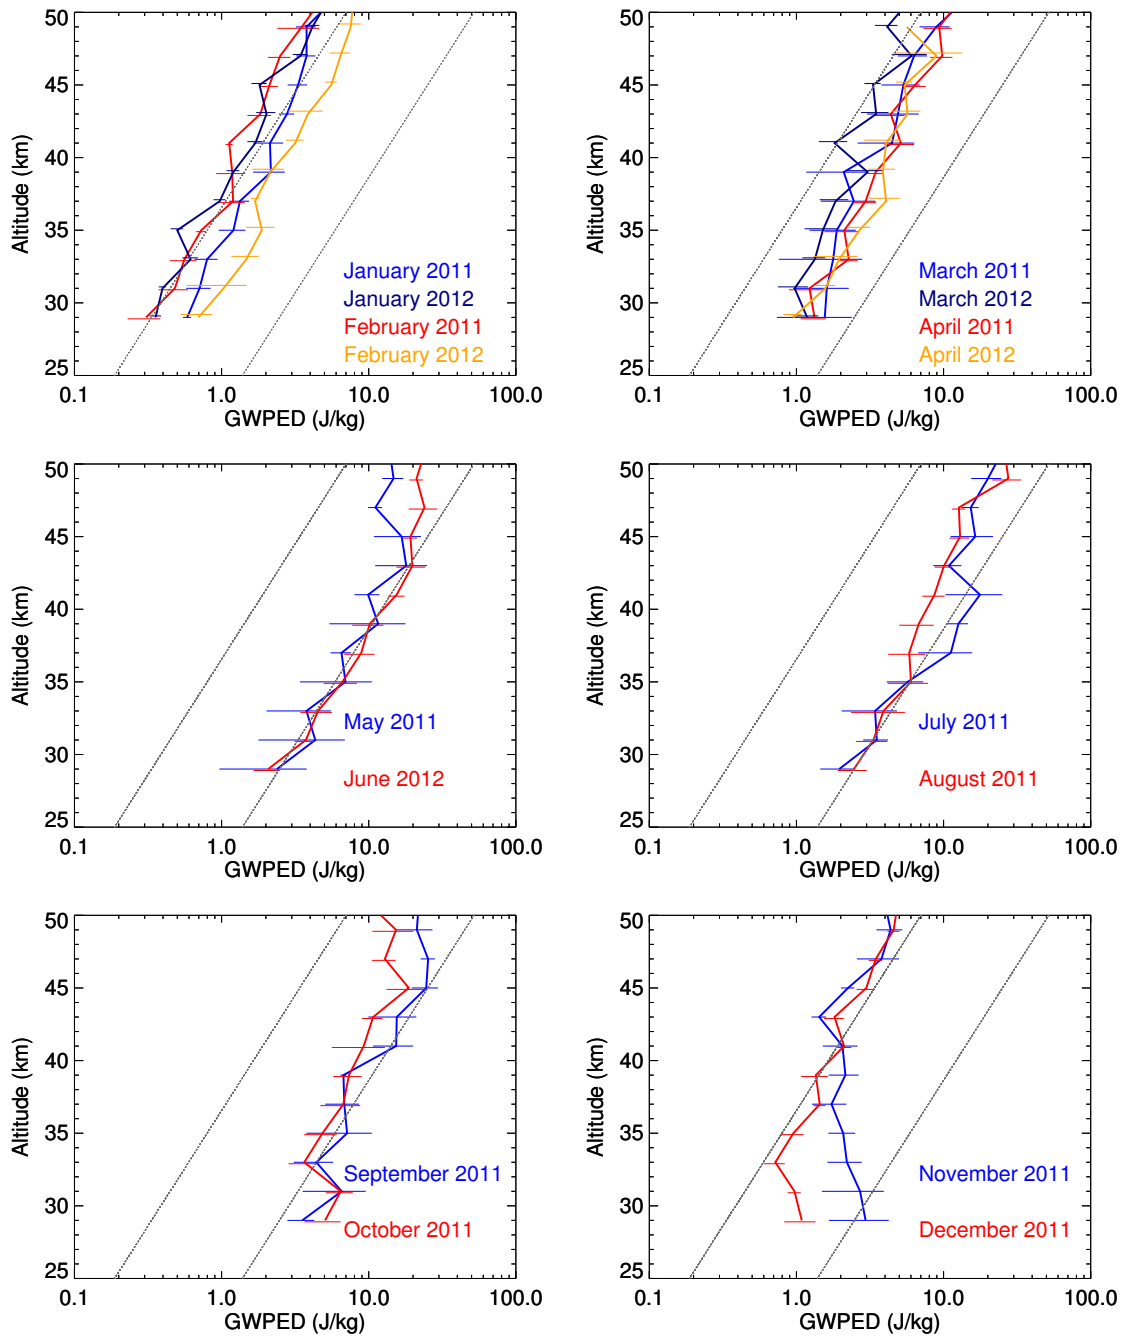 50
45
40
35
30
25
Altitude (km)
January 2011
January 2012
February 2011
February 2012
0.1
1.0
10.0
100.0
GWPED (J/kg)
50
45
40
35
30
25
Altitude (km)
March 2011
March 2012
April 2011
April 2012
0.1
1.0
10.0
100.0
GWPED (J/kg)
50
45
40
35
30
25
Altitude (km)
May 2011
June 2012
0.1
1.0
10.0
100.0
GWPED (J/kg)
50
45
40
35
30
25
Altitude (km)
July 2011
August 2011
0.1
1.0
10.0
100.0
GWPED (J/kg)
50
45
40
35
30
25
Altitude (km)
September 2011
October 2011
0.1
1.0
10.0
100.0
GWPED (J/kg)
50
45
40
35
30
25
Altitude (km)
November 2011
December 2011
0.1
1.0
10.0
100.0
GWPED (J/kg)